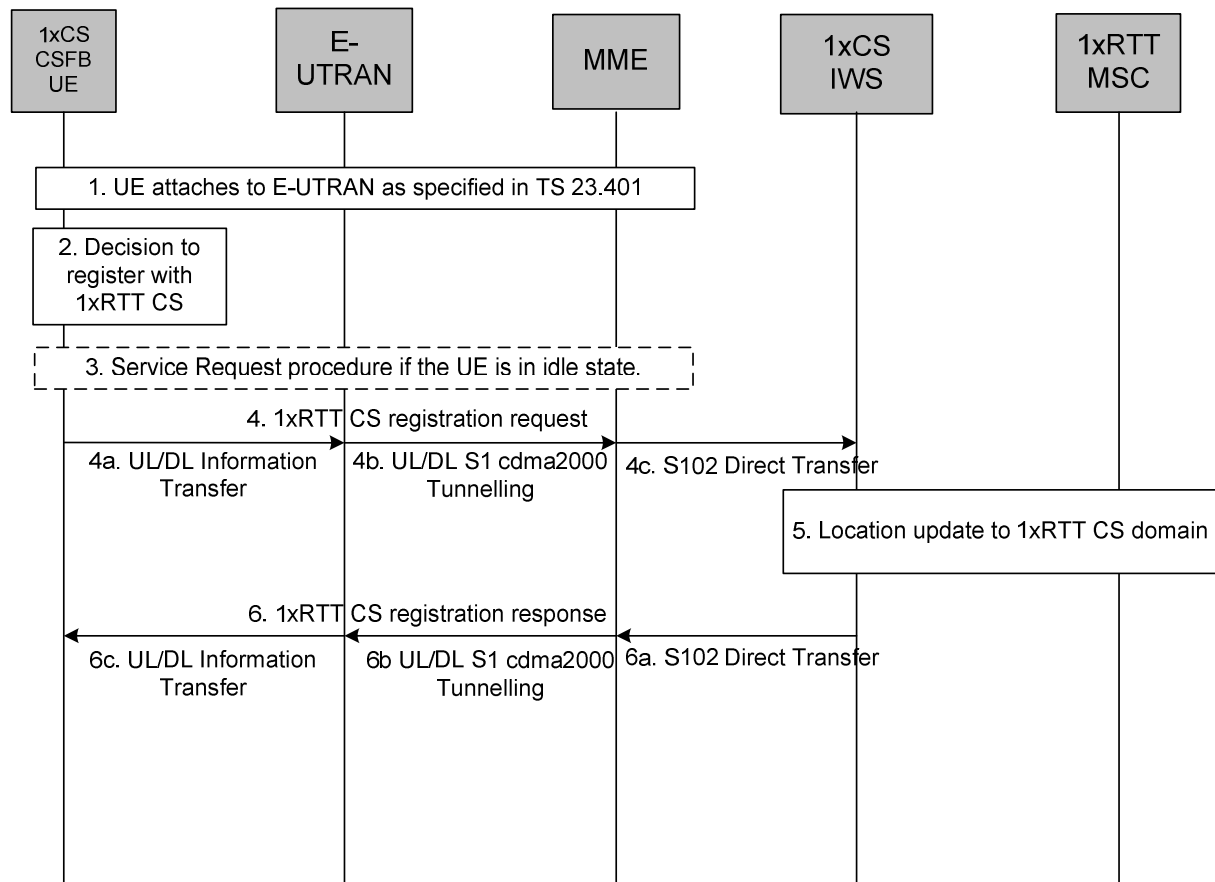 1xCS
CSFB
UE
E-
UTRAN
MME
1xCS
IWS
1xRTT
MSC
1. UE attaches to E-UTRAN as specified in TS 23.401
2. Decision to
register with
1xRTT CS
3. Service Request procedure if the UE is in idle state.
4. 1xRTT CS registration request
4a. UL/DL Information
Transfer
4b. UL/DL S1 cdma2000
Tunnelling
4c. S102 Direct Transfer
5. Location update to 1xRTT CS domain
6. 1xRTT CS registration response
6c. UL/DL Information
Transfer
6b UL/DL S1 cdma2000
Tunnelling
6a. S102 Direct Transfer